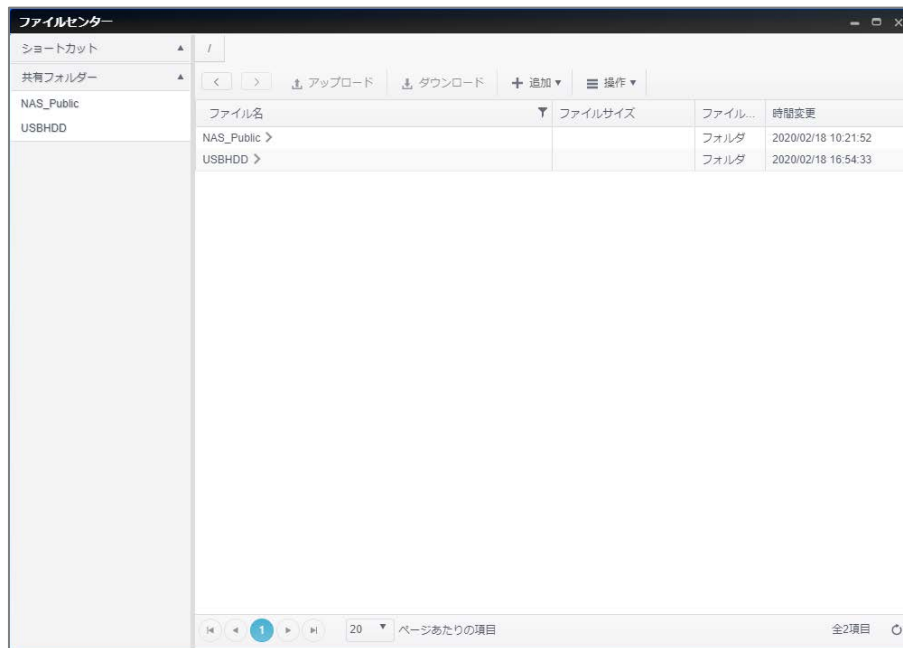 ファイルセンター
ショートカット
共有フォルダー
NAS_Public
USBHDD
/
アップロード ダウンロード 追加 操作
ファイル名 ファイルサイズ ファイル... 時間変更
NAS_Public フォルダ 2020/02/18 10:21:52
USBHDD フォルダ 2020/02/18 16:54:33
1 20 ページあたりの項目 全2項目